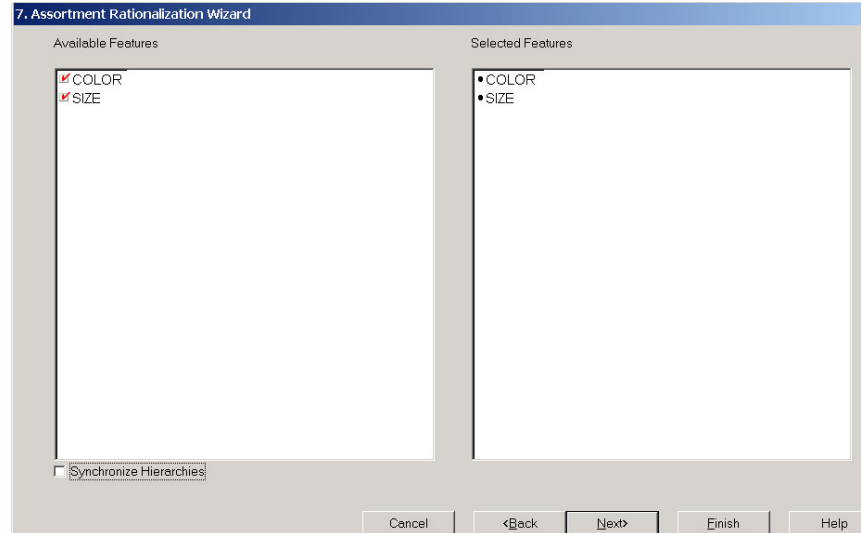 7. Assortment Rationalization Wizard
Available Features
Selected Features
COLOR
SIZE
•COLOR
•SIZE
Synchronize Hierarchies
Cancel
<Back
Next>
Finish
Help